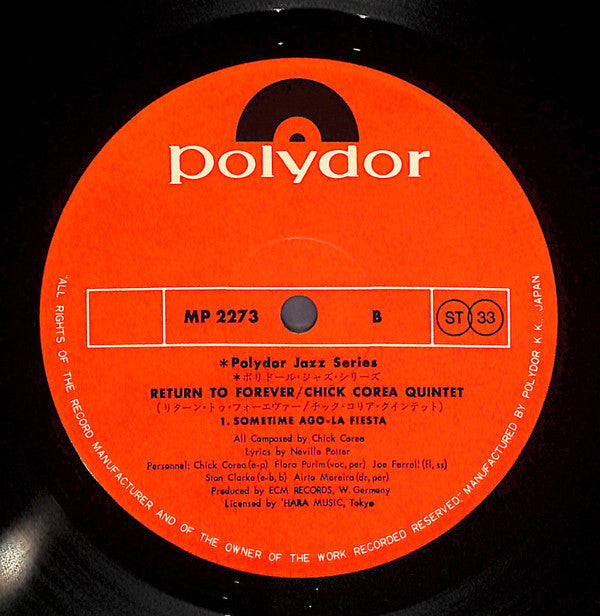 polydor
MP 2273 B ST 33
*Polydor Jazz Series
*ポリドール・ジャズ・シリーズ
RETURN TO FOREVER/CHICK COREA QUINTET
(リターン・トゥ・フォーエヴァー/チック・コリア・クインテット)
1. SOMETIME AGO-LA FIESTA
All Composed by Chick Corea
Lyrics by Neville Potter
Personnel: Chick Corea (e-p) Flora Purim (voc, per) Joe Farrell (fl, ss)
Stan Clarke (e-b, b) Airto Moreira (dr, per)
Produced by ECM RECORDS, W. Germany
Licensed by 'HARA MUSIC, Tokyo
"ALL RIGHTS OF THE RECORD MANUFACTURER AND OF THE OWNER OF THE WORK RECORDED RESERVED" MANUFACTURED BY POLYDOR K.K., JAPAN